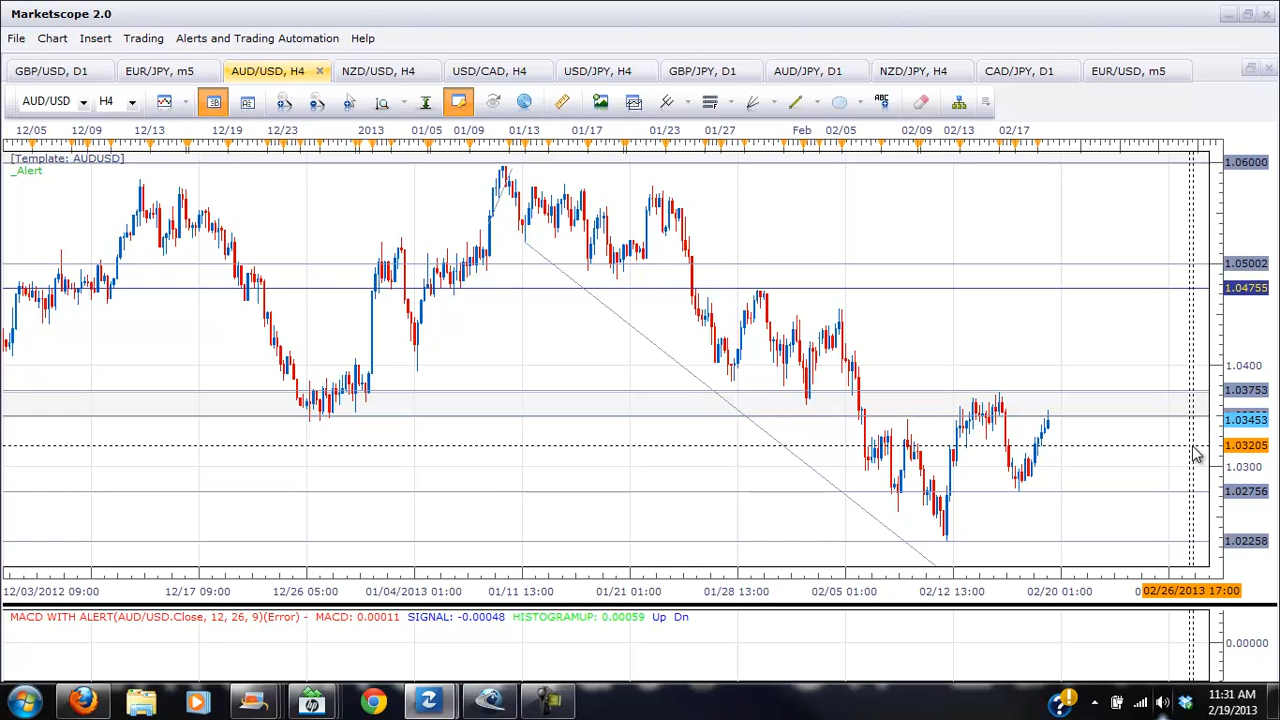 Marketscope 2.0
File Chart Insert Trading Alerts and Trading Automation Help
GBP/USD, D1 EUR/JPY, m5 AUD/USD, H4 NZD/USD, H4 USD/CAD, H4 USD/JPY, H4 GBP/JPY, D1 AUD/JPY, D1 NZD/JPY, H4 CAD/JPY, D1 EUR/USD, m5
AUD/USD H4 ABC
12/05 12/09 12/13 12/19 12/23 2013 01/05 01/09 01/13 01/17 01/23 01/27 Feb 02/05 02/09 02/13 02/17
[Template: AUDUSD]
_Alert
1.06000
1.05002
1.04755
1.0400
1.03753
1.03453
1.03205
1.0300
1.02756
1.02258
12/03/2012 09:00 12/17 09:00 01/04/2013 01:00 01/11 13:00 01/21 01:00 01/28 13:00 02/05 01:00 02/12 13:00 02/20 01:00 02/26/2013 17:00
MACD WITH ALERT(AUD/USD.Close, 12, 26, 9)(Error) - MACD: 0.00011 SIGNAL: -0.00048 HISTOGRAMUP: 0.00059 Up Dn
0.00000
hp
11:31 AM
2/19/2013